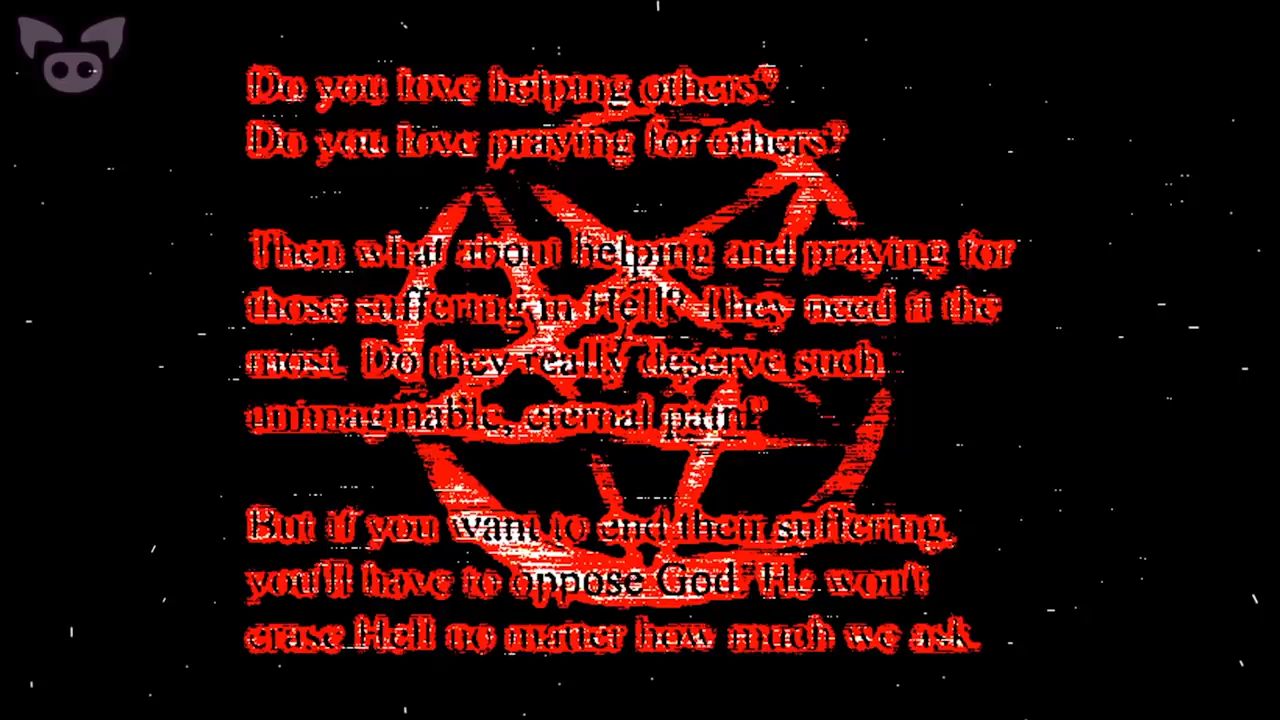 Do you love helping others?
Do you love praying for others?
Then what about helping and praying for
those suffering in Hell? They need it the
most. Do they really deserve such
unimaginable, eternal pain?
But if you want to end their suffering,
you'll have to oppose God. He won't
erase Hell no matter how much we ask.